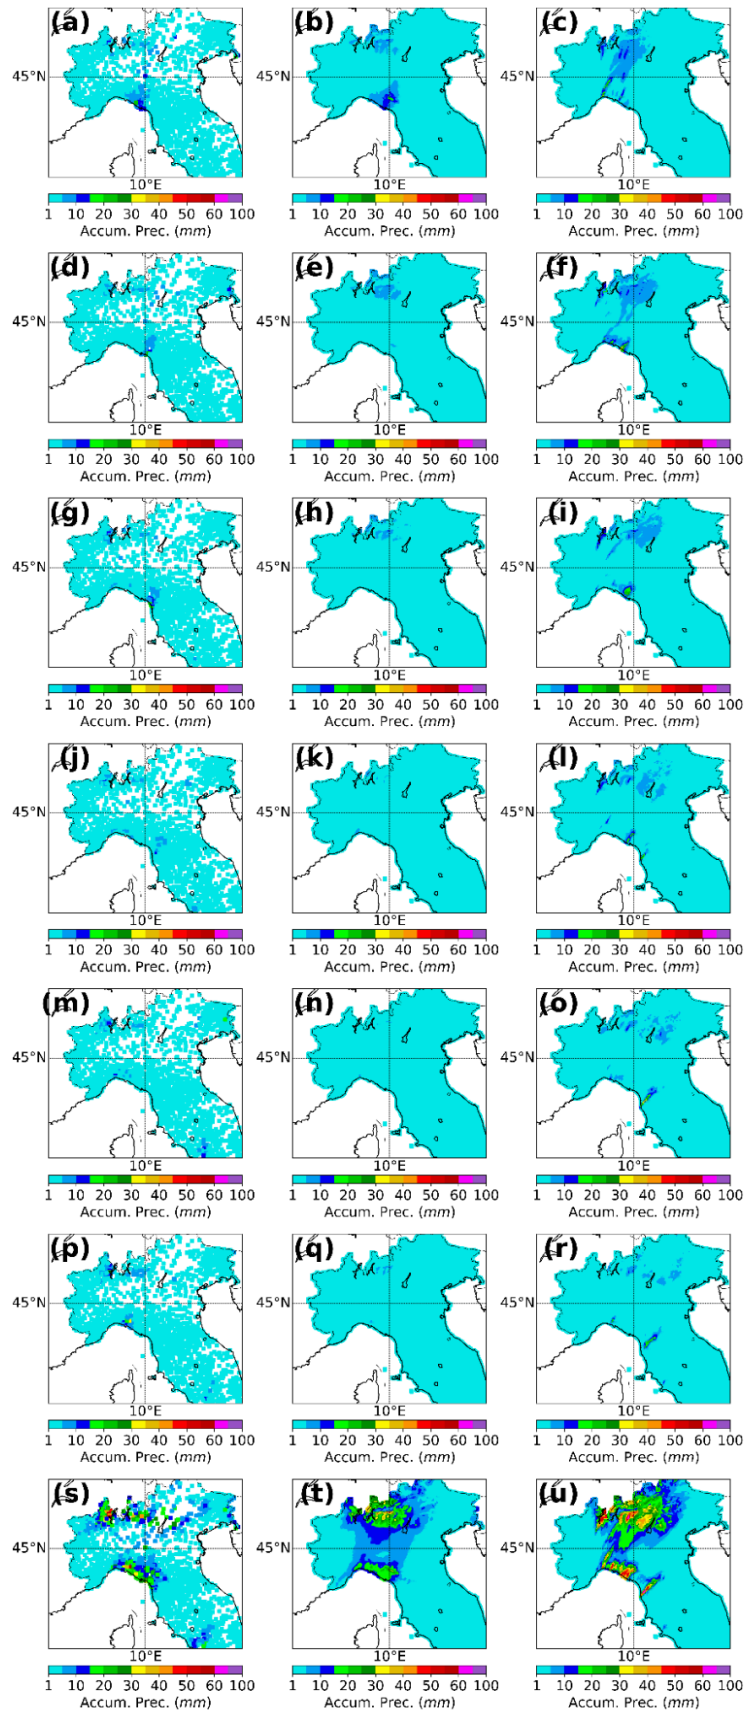 (a) (b) (c)
45°N 45°N 45°N
10°E 10°E 10°E
1 10 20 30 40 50 60 100 1 10 20 30 40 50 60 100 1 10 20 30 40 50 60 100
Accum. Prec. (mm) Accum. Prec. (mm) Accum. Prec. (mm)
(d) (e) (f)
45°N 45°N 45°N
10°E 10°E 10°E
1 10 20 30 40 50 60 100 1 10 20 30 40 50 60 100 1 10 20 30 40 50 60 100
Accum. Prec. (mm) Accum. Prec. (mm) Accum. Prec. (mm)
(g) (h) (i)
45°N 45°N 45°N
10°E 10°E 10°E
1 10 20 30 40 50 60 100 1 10 20 30 40 50 60 100 1 10 20 30 40 50 60 100
Accum. Prec. (mm) Accum. Prec. (mm) Accum. Prec. (mm)
(j) (k) (l)
45°N 45°N 45°N
10°E 10°E 10°E
1 10 20 30 40 50 60 100 1 10 20 30 40 50 60 100 1 10 20 30 40 50 60 100
Accum. Prec. (mm) Accum. Prec. (mm) Accum. Prec. (mm)
(m) (n) (o)
45°N 45°N 45°N
10°E 10°E 10°E
1 10 20 30 40 50 60 100 1 10 20 30 40 50 60 100 1 10 20 30 40 50 60 100
Accum. Prec. (mm) Accum. Prec. (mm) Accum. Prec. (mm)
(p) (q) (r)
45°N 45°N 45°N
10°E 10°E 10°E
1 10 20 30 40 50 60 100 1 10 20 30 40 50 60 100 1 10 20 30 40 50 60 100
Accum. Prec. (mm) Accum. Prec. (mm) Accum. Prec. (mm)
(s) (t) (u)
45°N 45°N 45°N
10°E 10°E 10°E
1 10 20 30 40 50 60 100 1 10 20 30 40 50 60 100 1 10 20 30 40 50 60 100
Accum. Prec. (mm) Accum. Prec. (mm) Accum. Prec. (mm)